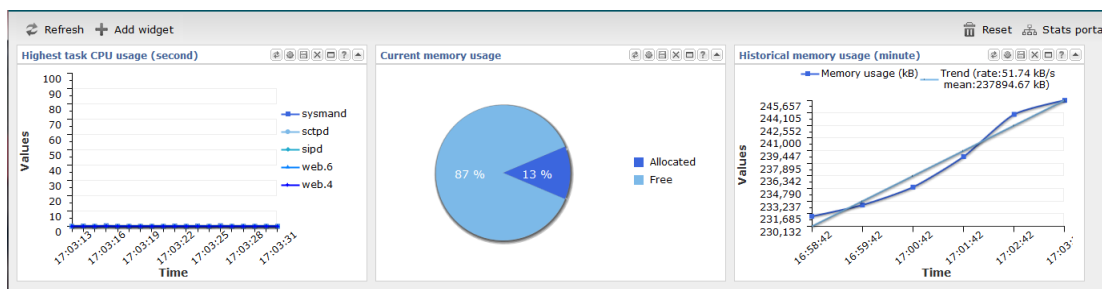 Refresh Add widget Reset Stats porta
Highest task CPU usage (second)
100
90
80
70
60
50
40
30
20
10
0
Values
17:03:13
17:03:16
17:03:19
17:03:22
17:03:25
17:03:28
17:03:31
Time
sysmand
sctpd
sipd
web.6
web.4
Current memory usage
87 %
13 %
Allocated
Free
Historical memory usage (minute)
Memory usage (kB)
Trend (rate:51.74 kB/s
mean:237894.67 kB)
245,657
244,105
242,552
241,000
239,447
237,895
236,342
234,790
233,237
231,685
230,132
Values
16:58:42
16:59:42
17:00:42
17:01:42
17:02:42
17:03:
Time